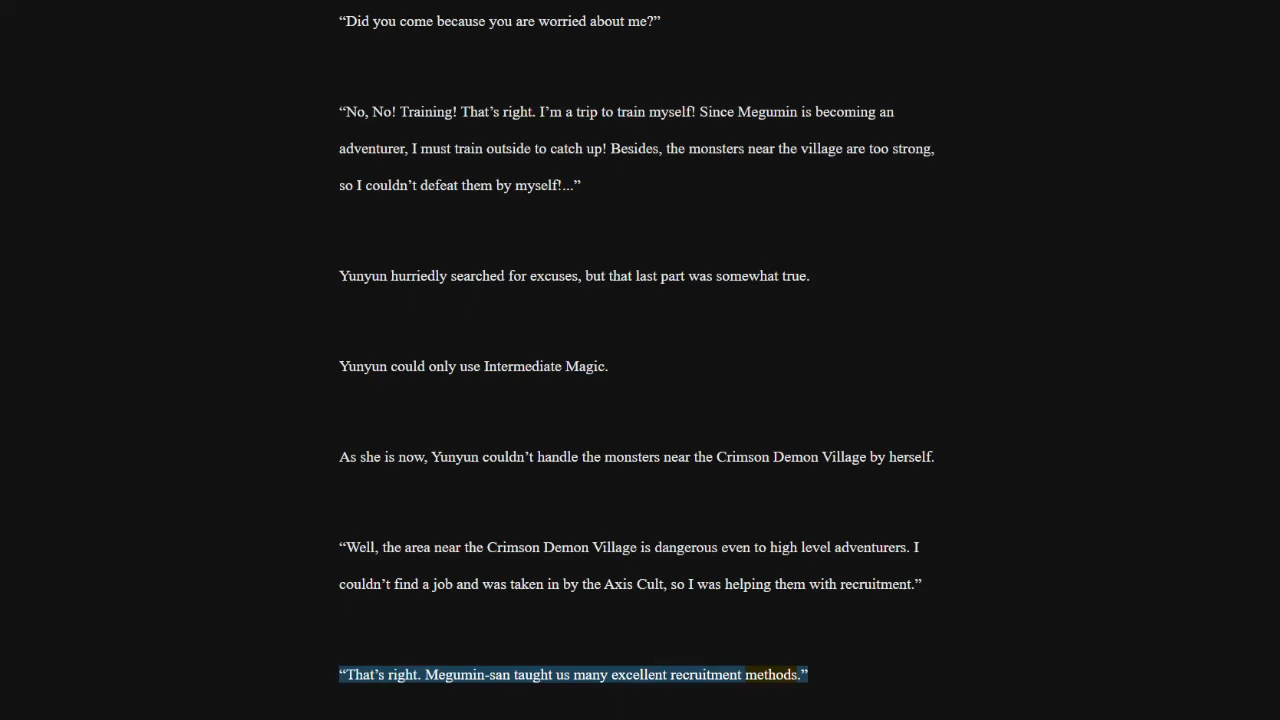 “Did you come because you are worried about me?”
“No, No! Training! That’s right. I’m a trip to train myself! Since Megumin is becoming an
adventurer, I must train outside to catch up! Besides, the monsters near the village are too strong,
so I couldn’t defeat them by myself!...”
Yunyun hurriedly searched for excuses, but that last part was somewhat true.
Yunyun could only use Intermediate Magic.
As she is now, Yunyun couldn’t handle the monsters near the Crimson Demon Village by herself.
“Well, the area near the Crimson Demon Village is dangerous even to high level adventurers. I
couldn’t find a job and was taken in by the Axis Cult, so I was helping them with recruitment.”
“That’s right. Megumin-san taught us many excellent recruitment methods.”